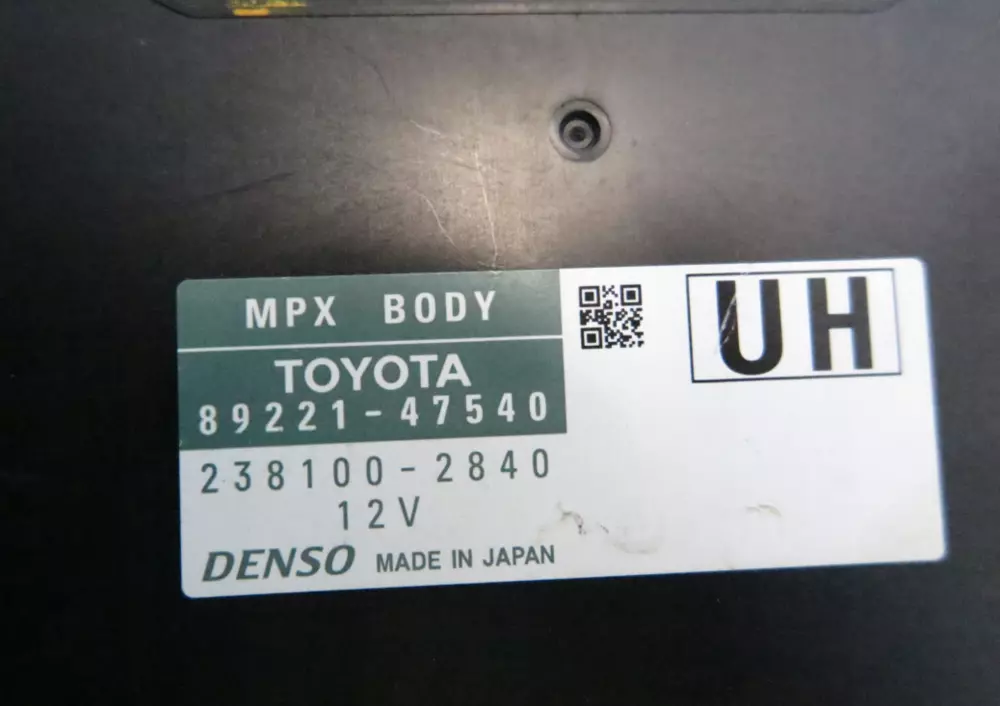 MPX BODY
UH
TOYOTA
89221-47540
238100-2840
12V
DENSO MADE IN JAPAN